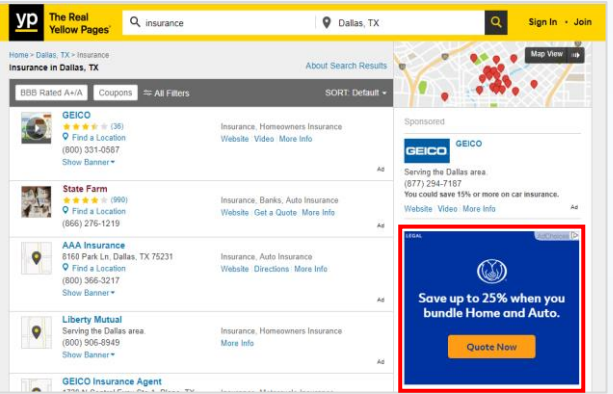 yp The Real Yellow Pages
insurance
Dallas, TX
Sign In · Join
Home > Dallas, TX > Insurance
Insurance in Dallas, TX
About Search Results
Map View
BBB Rated A+/A
Coupons
All Filters
SORT: Default
GEICO
(36)
Find a Location
(800) 331-0587
Show Banner
Insurance, Homeowners Insurance
Website Video More Info
Ad
State Farm
(990)
Find a Location
(866) 276-1219
Insurance, Banks, Auto Insurance
Website Get a Quote More Info
Ad
AAA Insurance
8160 Park Ln, Dallas, TX 75231
Find a Location
(800) 366-3217
Show Banner
Insurance, Auto Insurance
Website Directions More Info
Ad
Liberty Mutual
Serving the Dallas area.
(800) 906-8949
Show Banner
Insurance, Homeowners Insurance
More Info
Ad
GEICO Insurance Agent
Sponsored
GEICO
GEICO
Serving the Dallas area.
(877) 294-7187
You could save 15% or more on car insurance.
Website Video More Info
Ad
LEGAL
AdChoices
Save up to 25% when you
bundle Home and Auto.
Quote Now